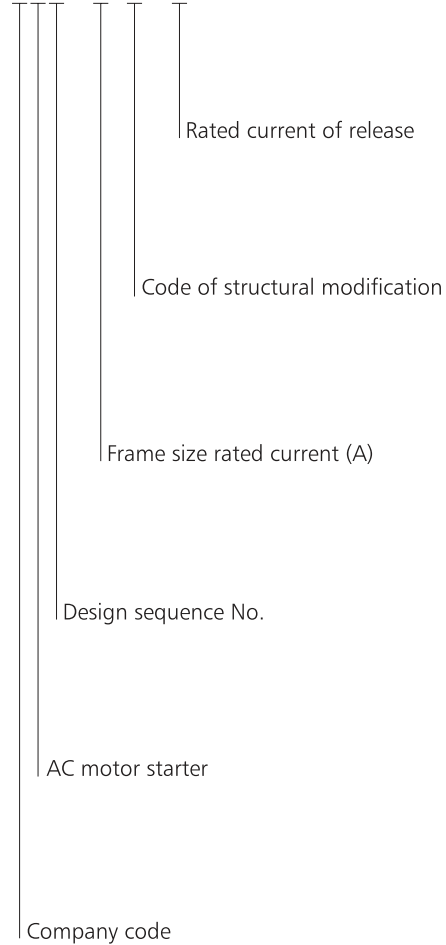 Rated current of release
Code of structural modification
Frame size rated current (A)
Design sequence No.
AC motor starter
Company code